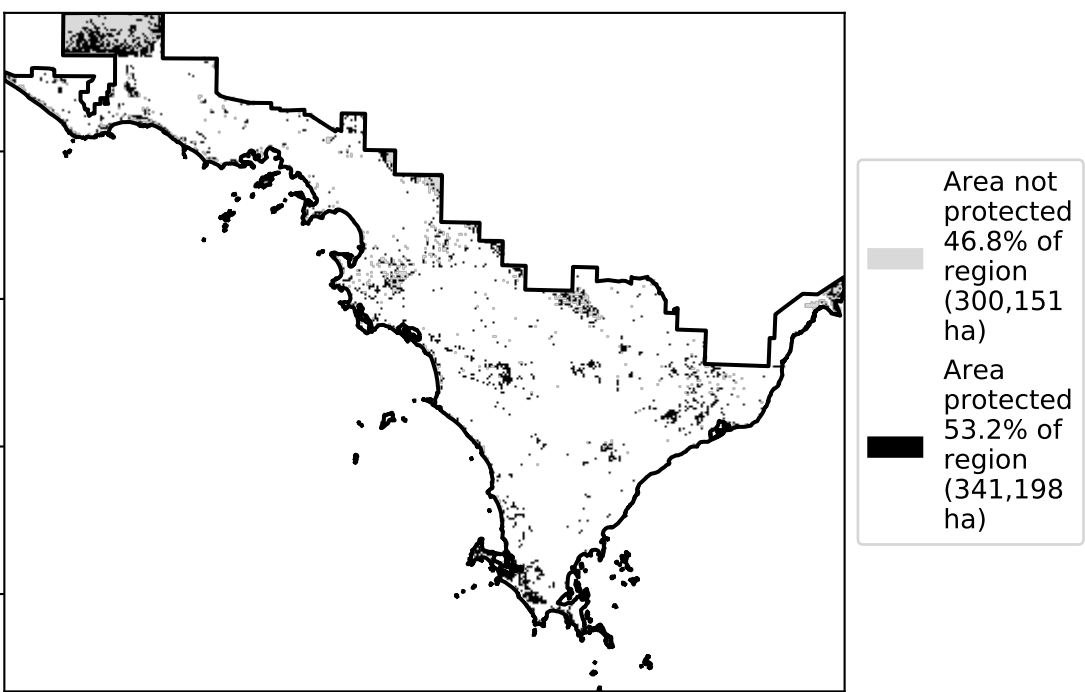 Area not
protected
46.8% of
region
(300,151
ha)
Area
protected
53.2% of
region
(341,198
ha)